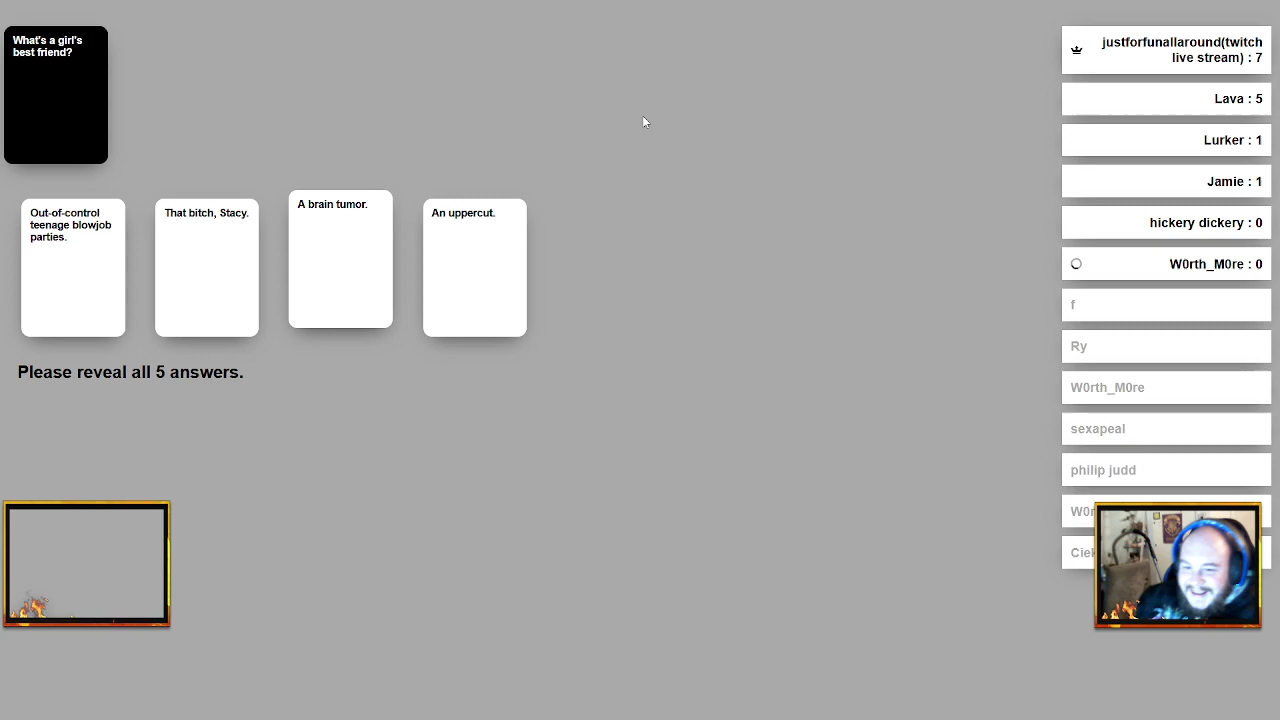 What's a girl's
best friend?
Out-of-control
teenage blowjob
parties.
That bitch, Stacy.
A brain tumor.
An uppercut.
Please reveal all 5 answers.
justforfunallaround(twitch
live stream) : 7
Lava : 5
Lurker : 1
Jamie : 1
hickery dickery : 0
W0rth_M0re : 0
f
Ry
W0rth_M0re
sexapeal
philip judd